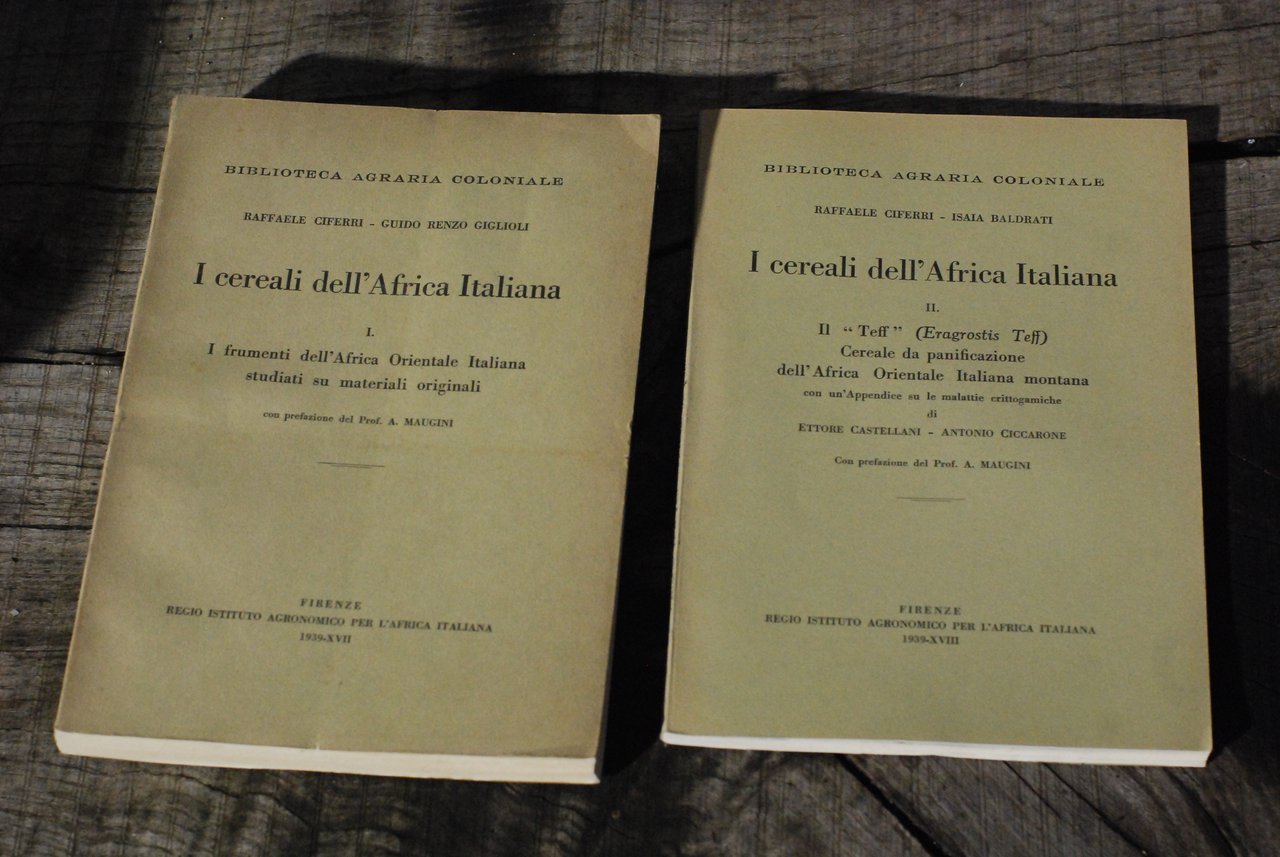 BIBLIOTECA AGRARIA COLONIALE
RAFFAELE CIFERRI - GUIDO RENZO GIGLIOLI
I cereali dell'Africa Italiana
I.
I frumenti dell'Africa Orientale Italiana
studiati su materiali originali
con prefazione del Prof. A. MAUGINI
FIRENZE
REGIO ISTITUTO AGRONOMICO PER L'AFRICA ITALIANA
1939-XVII
BIBLIOTECA AGRARIA COLONIALE
RAFFAELE CIFERRI - ISAIA BALDRATI
I cereali dell'Africa Italiana
II.
Il “Teff” (Eragrostis Teff)
Cereale da panificazione
dell'Africa Orientale Italiana montana
con un'Appendice su le malattie crittogamiche
di
ETTORE CASTELLANI - ANTONIO CICCARONE
Con prefazione del Prof. A. MAUGINI
FIRENZE
REGIO ISTITUTO AGRONOMICO PER L'AFRICA ITALIANA
1939-XVIII